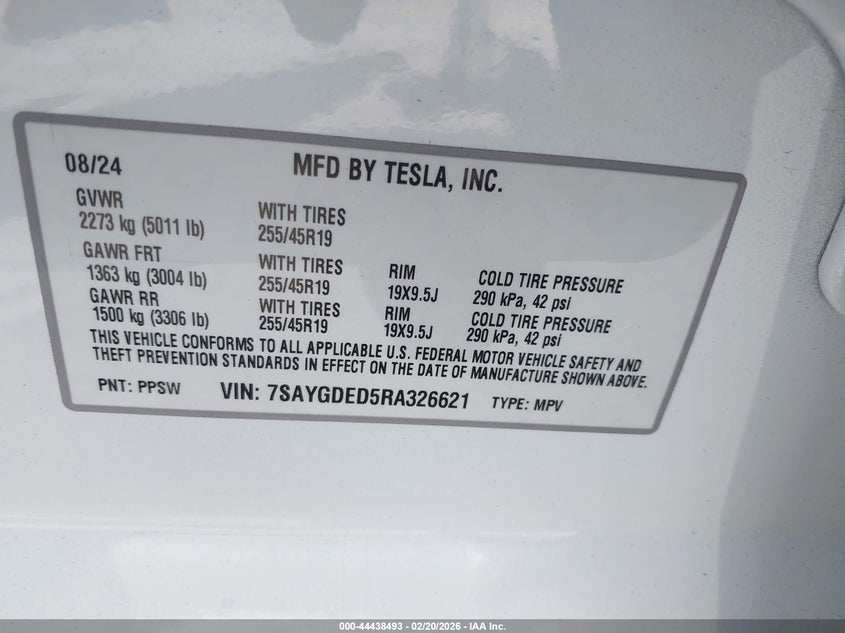 08/24 MFD BY TESLA, INC.
GVWR
2273 kg (5011 lb) WITH TIRES 255/45R19
GAWR FRT
1363 kg (3004 lb) WITH TIRES 255/45R19 RIM 19X9.5J COLD TIRE PRESSURE 290 kPa, 42 psi
GAWR RR
1500 kg (3306 lb) WITH TIRES 255/45R19 RIM 19X9.5J COLD TIRE PRESSURE 290 kPa, 42 psi
THIS VEHICLE CONFORMS TO ALL APPLICABLE U.S. FEDERAL MOTOR VEHICLE SAFETY AND
THEFT PREVENTION STANDARDS IN EFFECT ON THE DATE OF MANUFACTURE SHOWN ABOVE.
PNT: PPSW VIN: 7SAYGDED5RA326621 TYPE: MPV
000-44438493 - 02/20/2026 - IAA Inc.